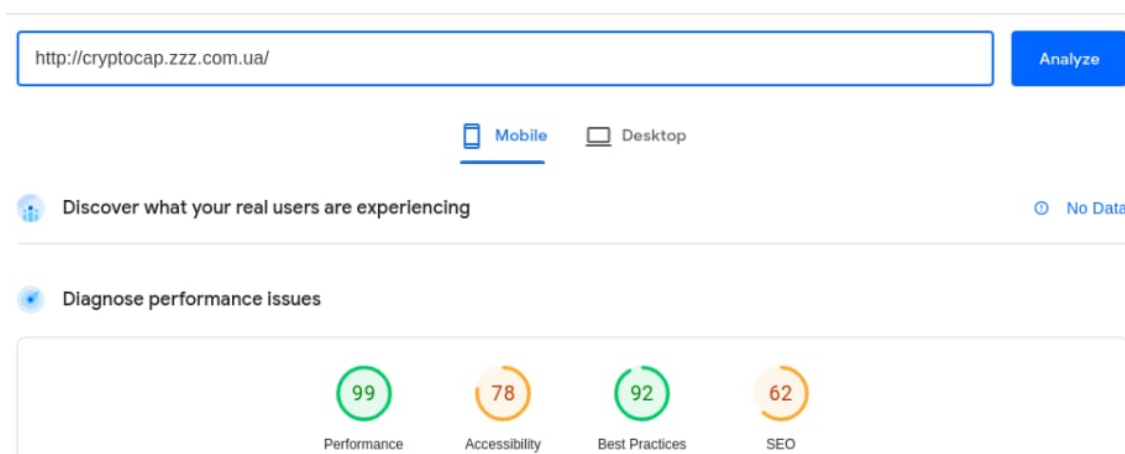 http://cryptocap.zzz.com.ua/
Analyze
Mobile
Desktop
Discover what your real users are experiencing
No Data
Diagnose performance issues
99
78
92
62
Performance
Accessibility
Best Practices
SEO